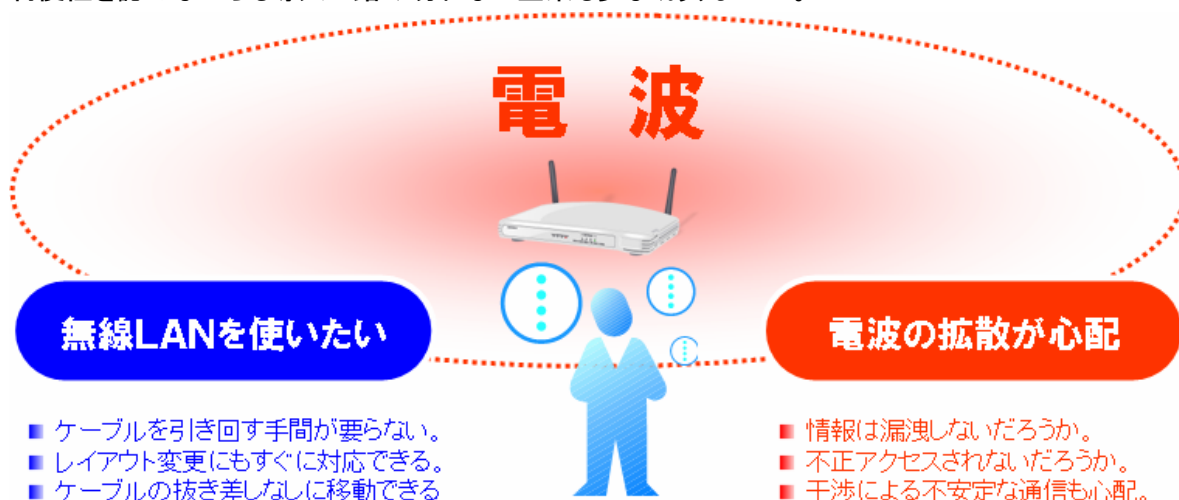 電 波
無線LANを使いたい
電波の拡散が心配
■ ケーブルを引き回す手間が要らない。
■ レイアウト変更にもすぐに対応できる。
■ ケーブルの抜き差しなしに移動できる
■ 情報は漏洩しないだろうか。
■ 不正アクセスされないだろうか。
■ 干渉による不安定な通信も心配。